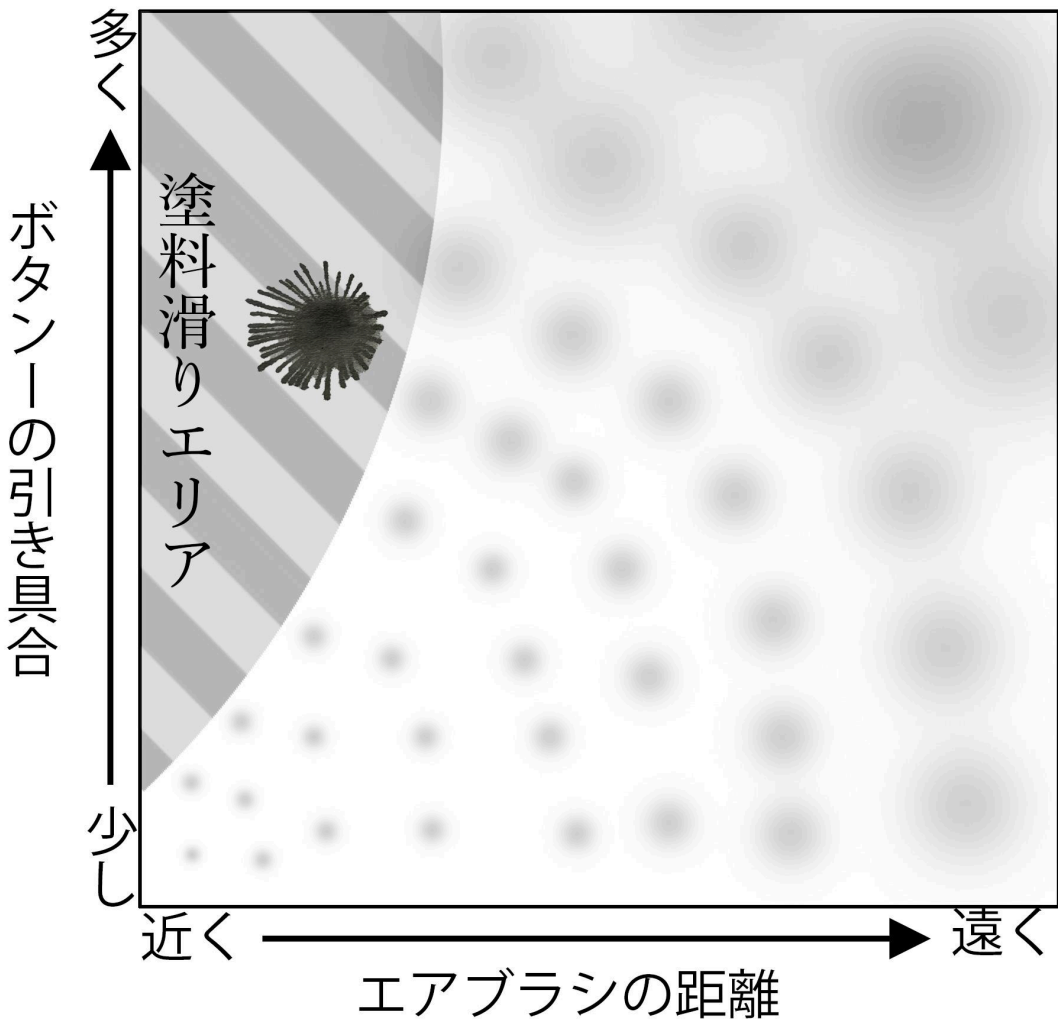 多く
ボタンーの引き具合
少し
塗料滑りエリア
近く
遠く
エアブラシの距離